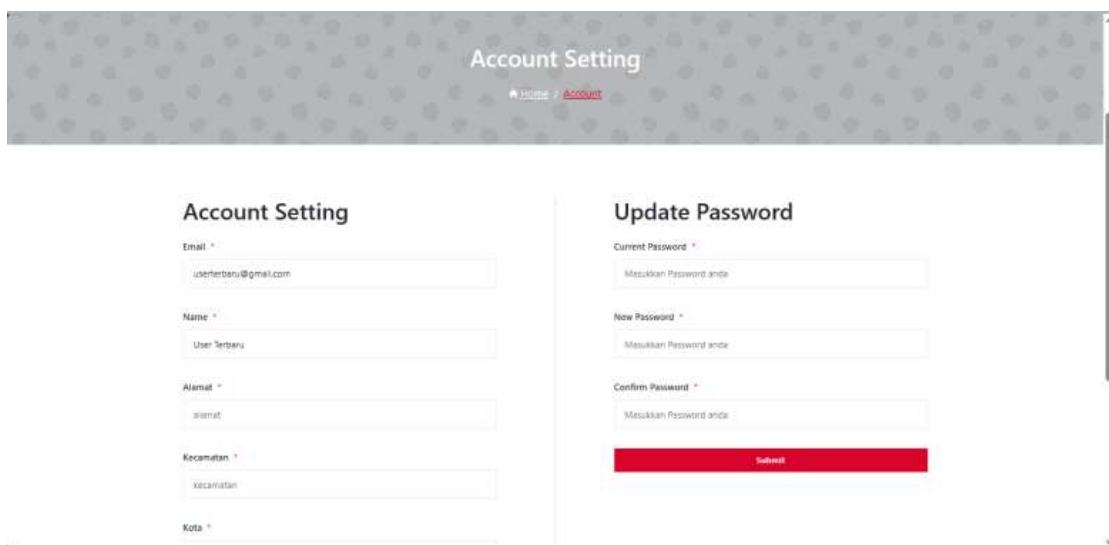 Account Setting
Home / Account
Account Setting
Email *
userterbaru@gmail.com
Name *
User Terbaru
Alamat *
alamat
Kecamatan *
kecamatan
Kota *
Update Password
Current Password *
Masukkan Password anda
New Password *
Masukkan Password anda
Confirm Password *
Masukkan Password anda
Submit